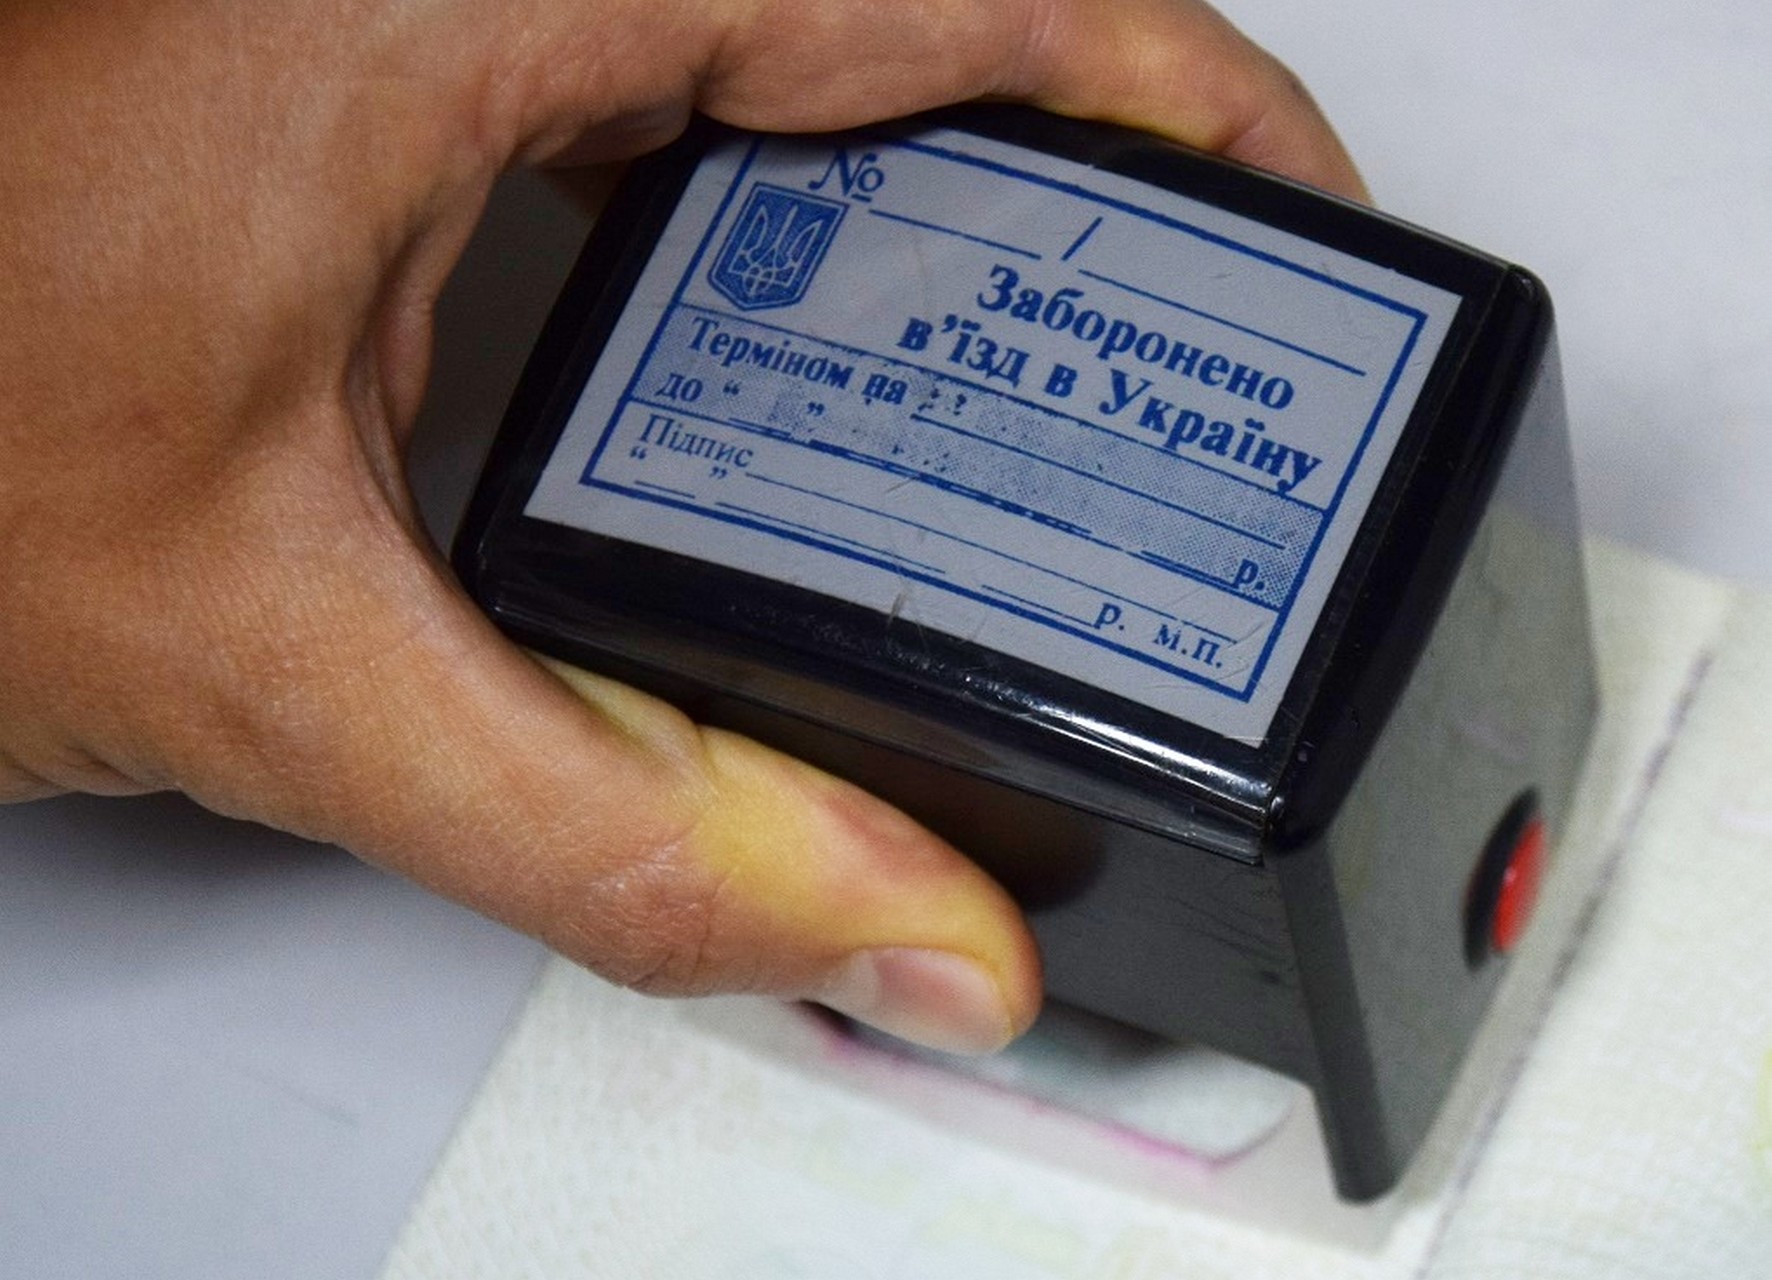 № /
Заборонено
в’їзд в Україну
Терміном на
до “ ” р.
Підпис
“ ” р. м.п.